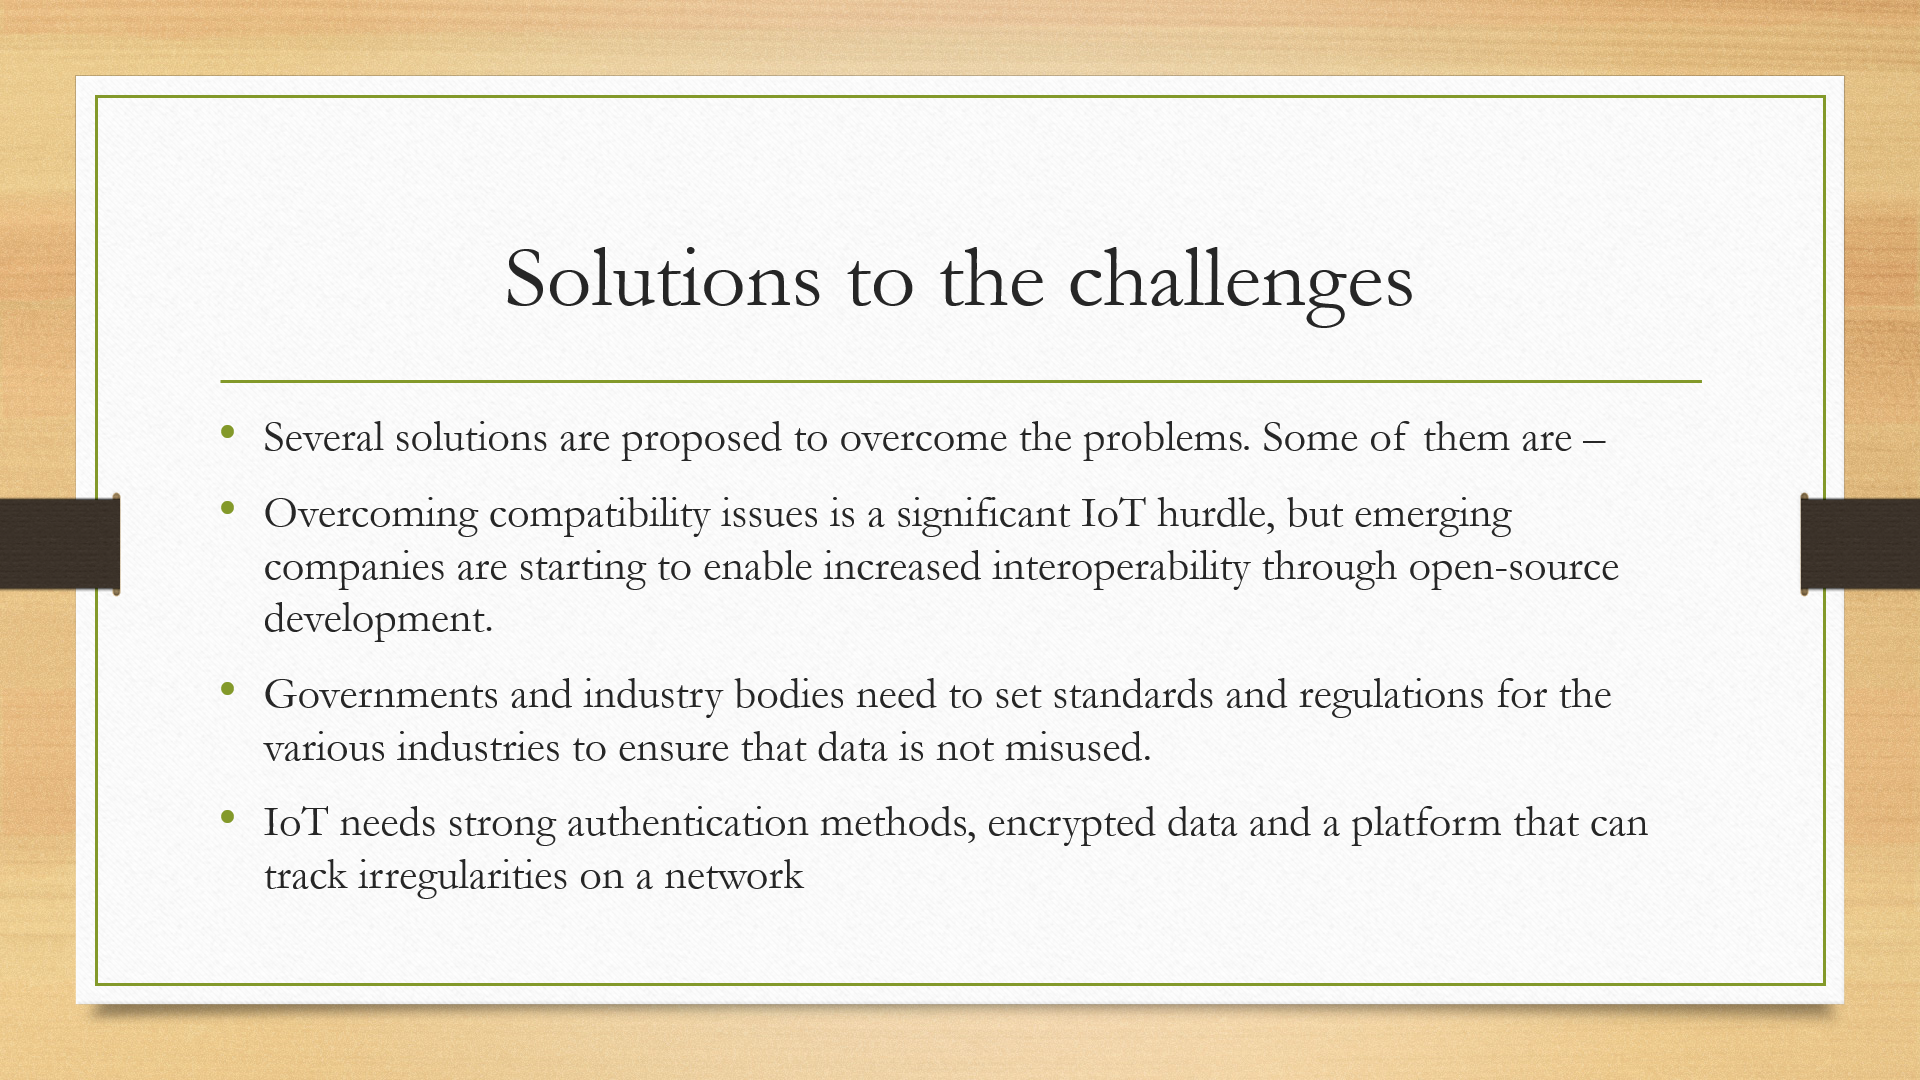 Solutions to the challenges
• Several solutions are proposed to overcome the problems. Some of them are –
• Overcoming compatibility issues is a significant IoT hurdle, but emerging
companies are starting to enable increased interoperability through open-source
development.
• Governments and industry bodies need to set standards and regulations for the
various industries to ensure that data is not misused.
• IoT needs strong authentication methods, encrypted data and a platform that can
track irregularities on a network